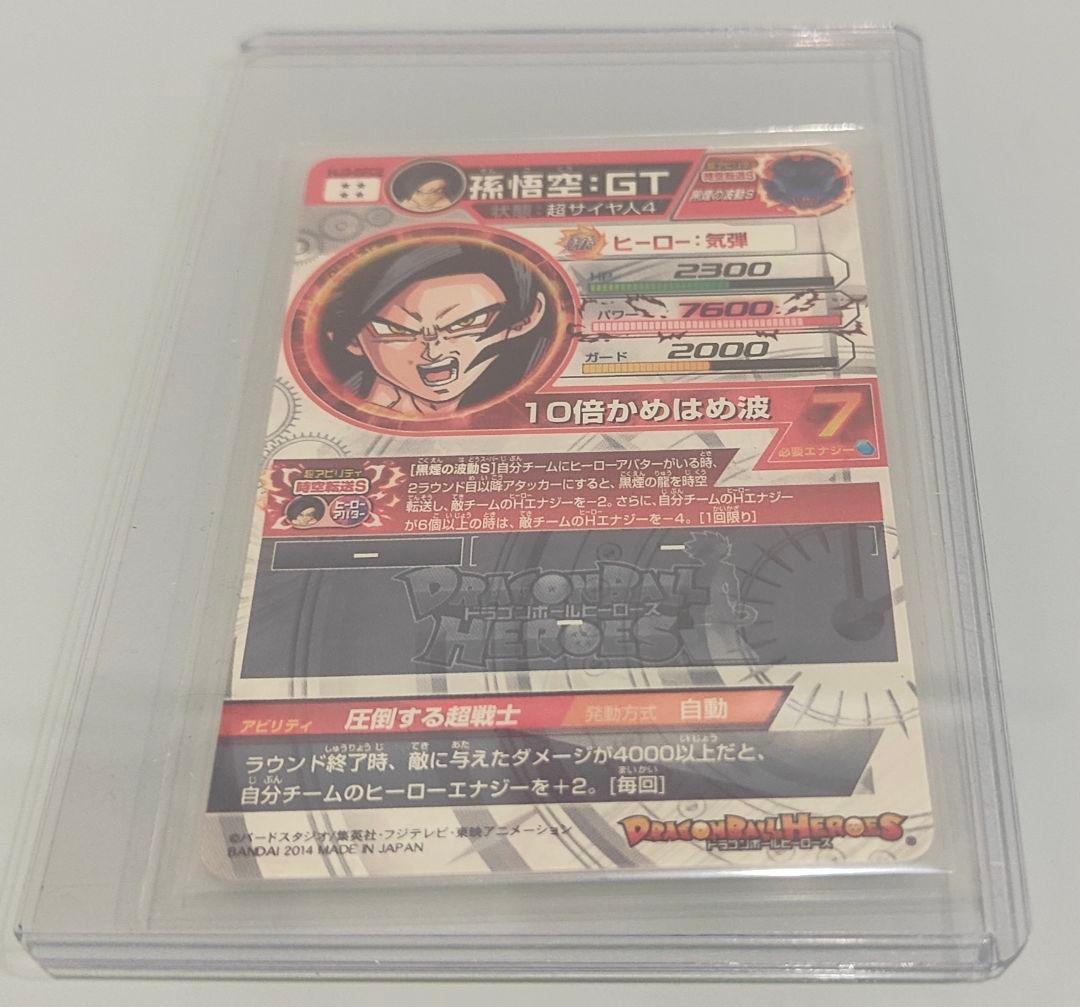 孫悟空:GT
状態:超サイヤ人4
時空転送S
黒煙の波動S
ヒーロー:気弾
HP 2300
パワー 7600
ガード 2000
10倍かめはめ波
7
必要エナジー
超アビリティ
時空転送S
ヒーロー
アバター
[黒煙の波動S]自分チームにヒーローアバターがいる時、
2ラウンド目以降アタッカーにすると、黒煙の龍を時空
転送し、敵チームのHエナジーを-2。さらに、自分チームのHエナジー
が6個以上の時は、敵チームのHエナジーを-4。[1回限り]
DRAGONBALL
ドラゴンボールヒーローズ
HEROES
アビリティ 圧倒する超戦士 発動方式 自動
ラウンド終了時、敵に与えたダメージが4000以上だと、
自分チームのヒーローエナジーを+2。[毎回]
©バードスタジオ/集英社・フジテレビ・東映アニメーション
BANDAI 2014 MADE IN JAPAN
DRAGONBALL HEROES
ドラゴンボールヒーローズ